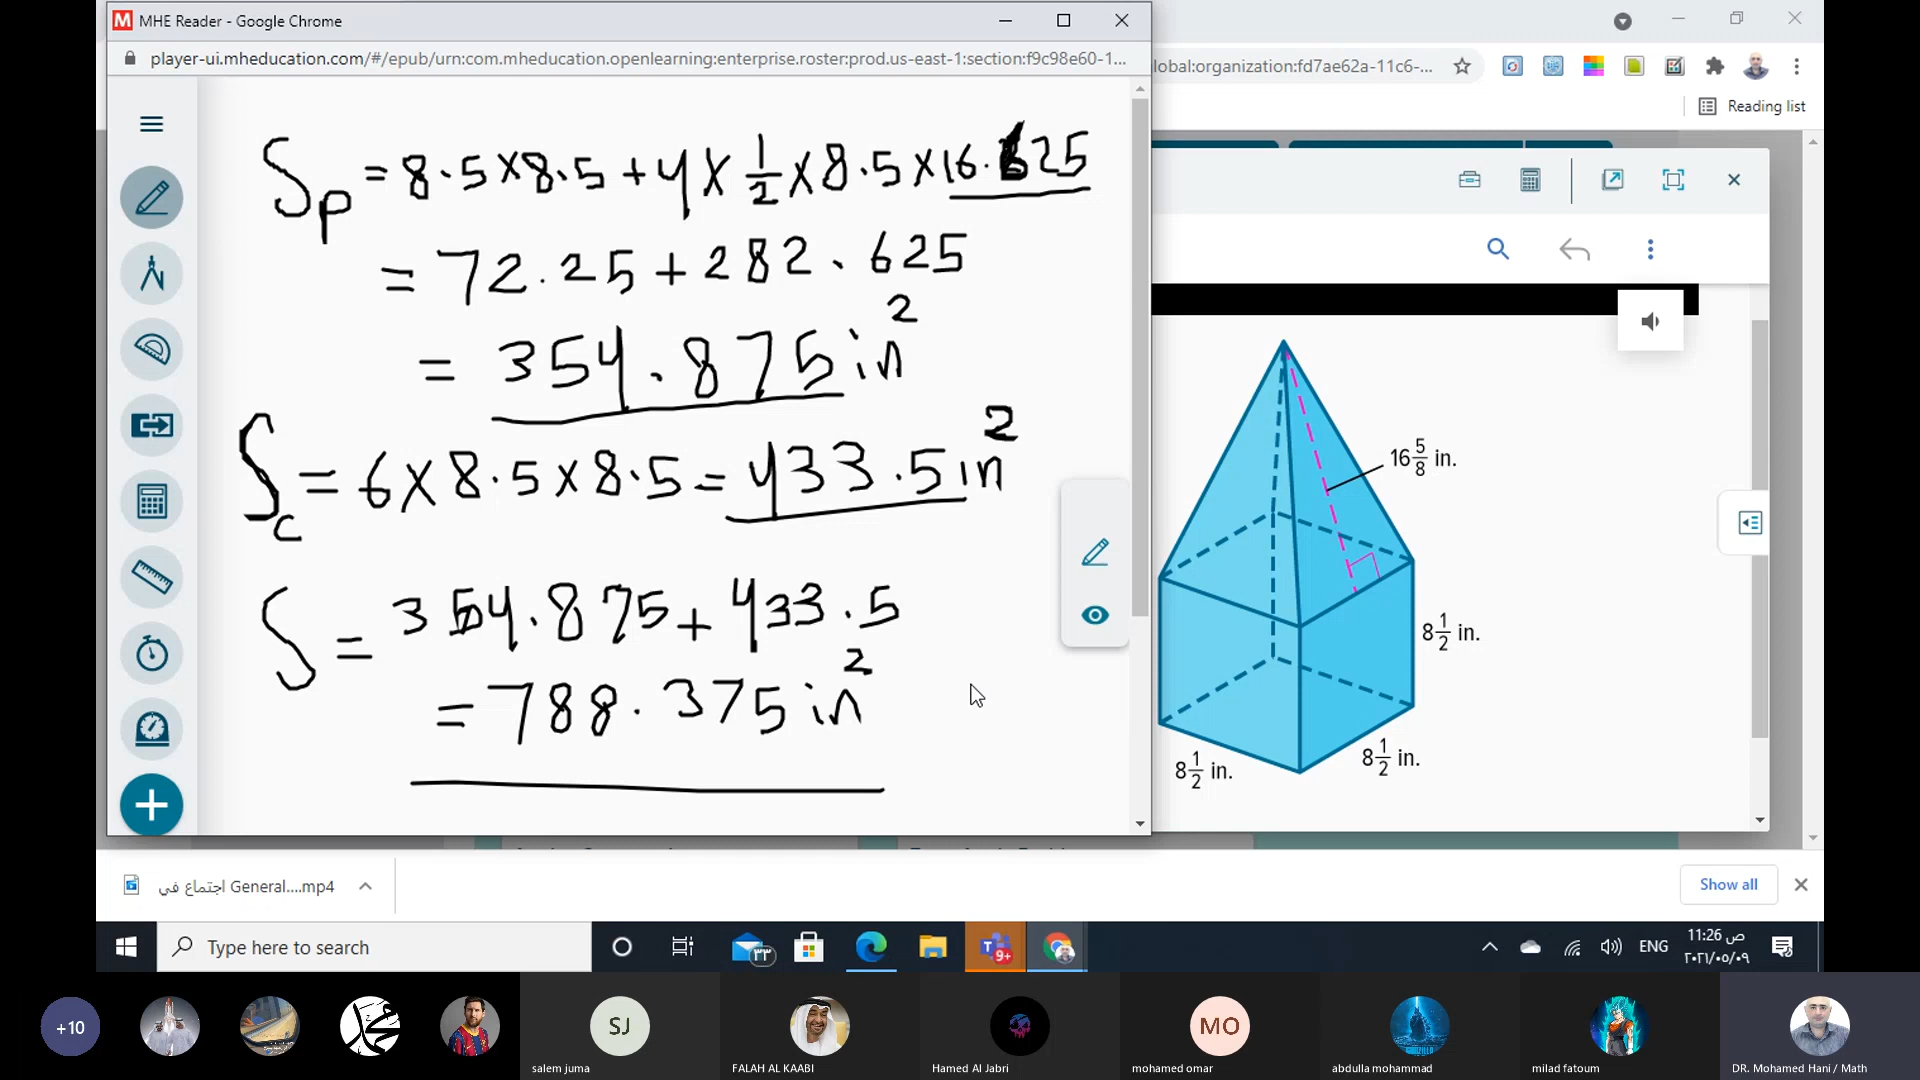 MHE Reader - Google Chrome
player-ui.mheducation.com/#/epub/urn:com.mheducation.openlearning:enterprise.roster:prod.us-east-1:section:f9c98e60-1...
lobal:organization:fd7ae62a-11c6-...
Reading list
Sp = 8.5×8.5+4×1/2×8.5×16.625
= 72.25+282.625
= 354.875 in²
Sc = 6×8.5×8.5=433.5 in²
S = 354.875+433.5
= 788.375 in²
16 5/8 in.
8 1/2 in.
8 1/2 in.
8 1/2 in.
اجتماع في General....mp4
Show all
Type here to search
٣٣
9+
ENG
11:26 ص
٢٠٢١/٠٥/٠٩
+10
SJ
MO
salem juma
FALAH AL KAABI
Hamed Al Jabri
mohamed omar
abdulla mohammad
milad fatoum
DR. Mohamed Hani / Math